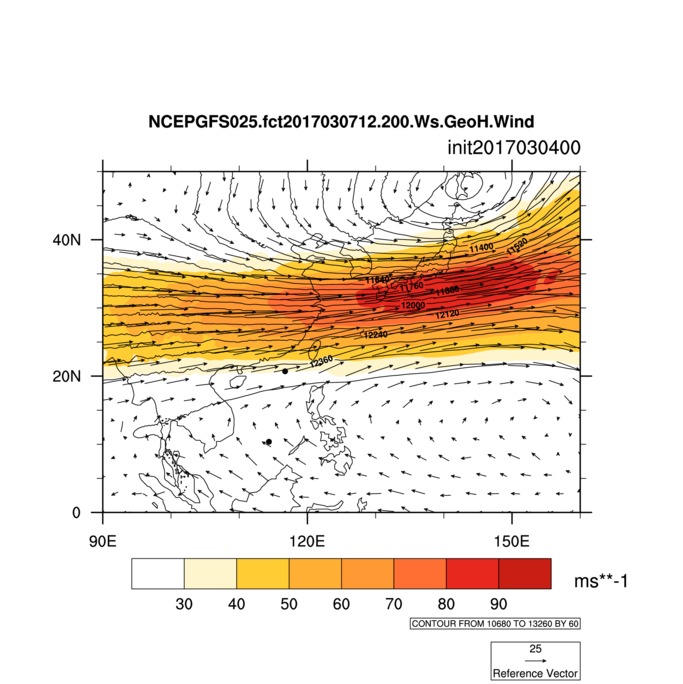 NCEPGFS025.fct2017030712.200.Ws.GeoH.Wind
init2017030400
40N
20N
0
11400
11520
11640
11760
11880
12000
12120
12240
12360
90E 120E 150E
30 40 50 60 70 80 90
ms**-1
CONTOUR FROM 10680 TO 13260 BY 60
25
Reference Vector